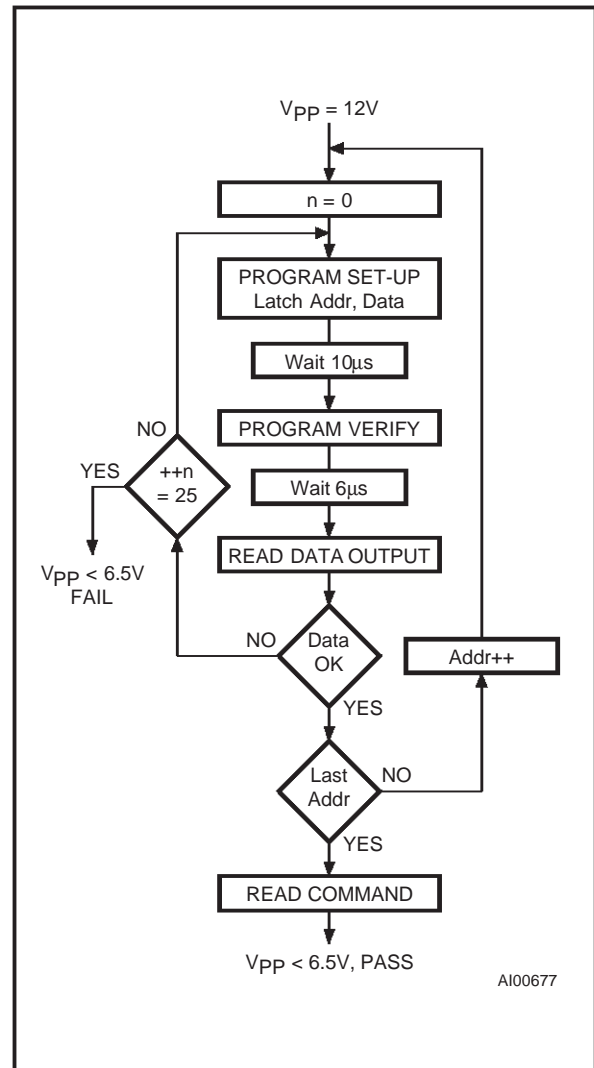 VPP = 12V
n = 0
PROGRAM SET-UP
Latch Addr, Data
Wait 10µs
NO
PROGRAM VERIFY
YES
++n
= 25
Wait 6µs
READ DATA OUTPUT
VPP < 6.5V
FAIL
NO
Data
OK
Addr++
YES
Last
Addr
NO
YES
READ COMMAND
VPP < 6.5V, PASS
AI00677